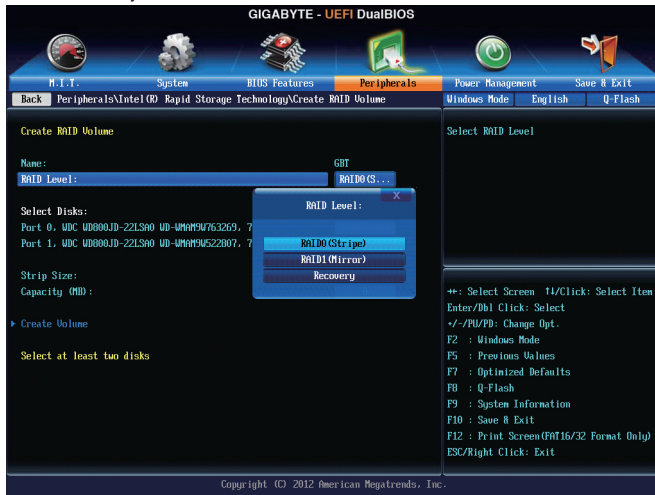 GIGABYTE - UEFI DualBIOS
M.I.T. System BIOS Features Peripherals Power Management Save & Exit
Back Peripherals\Intel(R) Rapid Storage Technology\Create RAID Volume Windows Mode English Q-Flash
Create RAID Volume
Name: GBT
RAID Level: RAID0(S...
Select Disks:
Port 0, WDC WD800JD-22LSA0 WD-WMAM9W763269, 7
Port 1, WDC WD800JD-22LSA0 WD-WMAM9W522807, 7
Strip Size:
Capacity (MB):
Create Volume
Select at least two disks
X
RAID Level:
RAID0(Stripe)
RAID1(Mirror)
Recovery
Select RAID Level
→←: Select Screen ↑↓/Click: Select Item
Enter/Dbl Click: Select
+/-/PU/PD: Change Opt.
F2 : Windows Mode
F5 : Previous Values
F7 : Optimized Defaults
F8 : Q-Flash
F9 : System Information
F10 : Save & Exit
F12 : Print Screen(FAT16/32 Format Only)
ESC/Right Click: Exit
Copyright (C) 2012 American Megatrends, Inc.